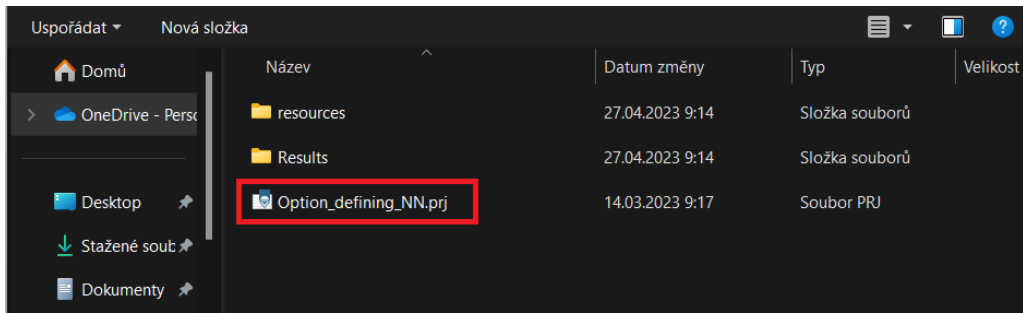 Uspořádat Nová složka
Domů
OneDrive - Perso
Desktop
Stažené soub
Dokumenty
Název Datum změny Typ Velikost
resources 27.04.2023 9:14 Složka souborů
Results 27.04.2023 9:14 Složka souborů
Option_defining_NN.prj 14.03.2023 9:17 Soubor PRJ